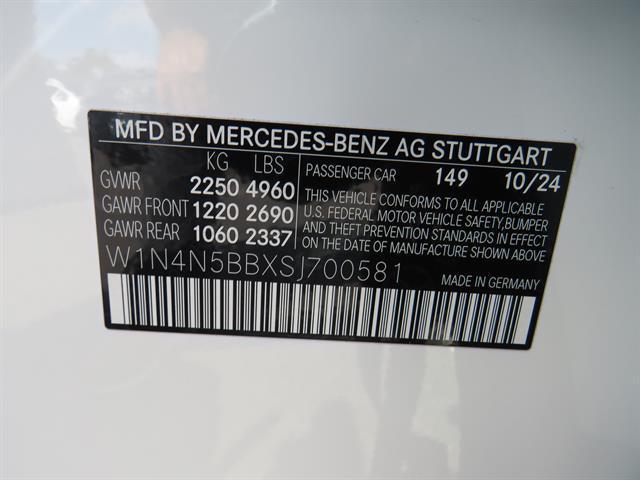 MFD BY MERCEDES-BENZ AG STUTTGART
KG LBS
GVWR 2250 4960
GAWR FRONT 1220 2690
GAWR REAR 1060 2337
PASSENGER CAR 149 10/24
THIS VEHICLE CONFORMS TO ALL APPLICABLE
U.S. FEDERAL MOTOR VEHICLE SAFETY, BUMPER
AND THEFT PREVENTION STANDARDS IN EFFECT
ON THE DATE OF MANUFACTURE SHOWN ABOVE.
W1N4N5BBXSJ700581
MADE IN GERMANY